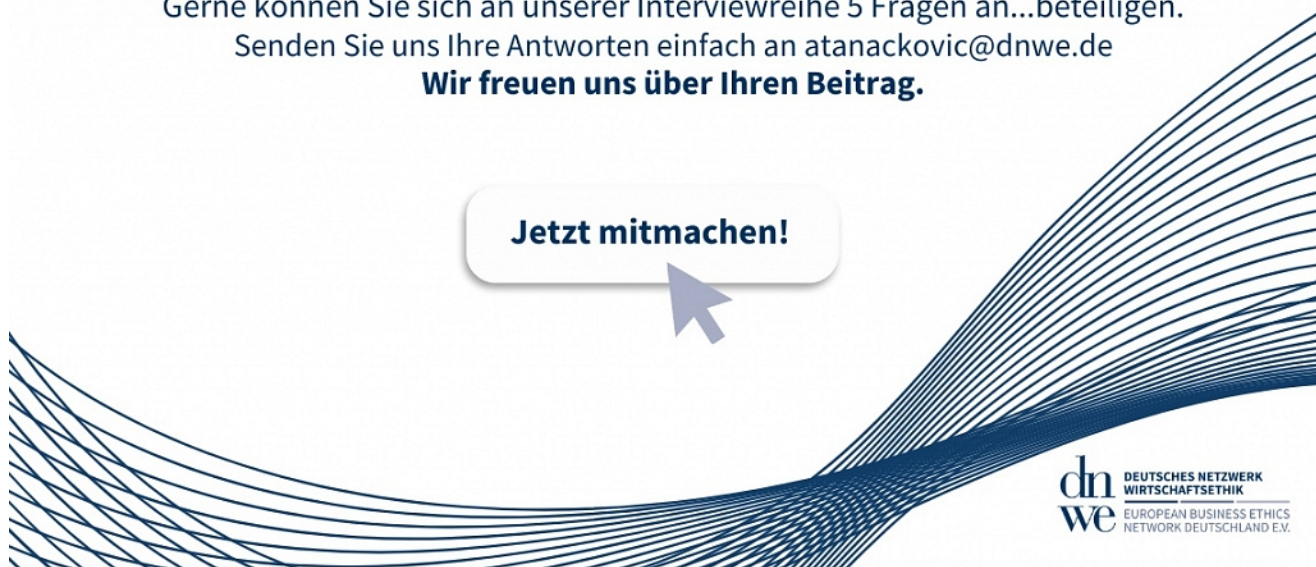 Gerne können Sie sich an unserer Interviewreihe 5 Fragen an...beteiligen.
Senden Sie uns Ihre Antworten einfach an atanackovic@dnwe.de
Wir freuen uns über Ihren Beitrag.
Jetzt mitmachen!
dn
we
DEUTSCHES NETZWERK
WIRTSCHAFTSETHIK
EUROPEAN BUSINESS ETHICS
NETWORK DEUTSCHLAND E.V.